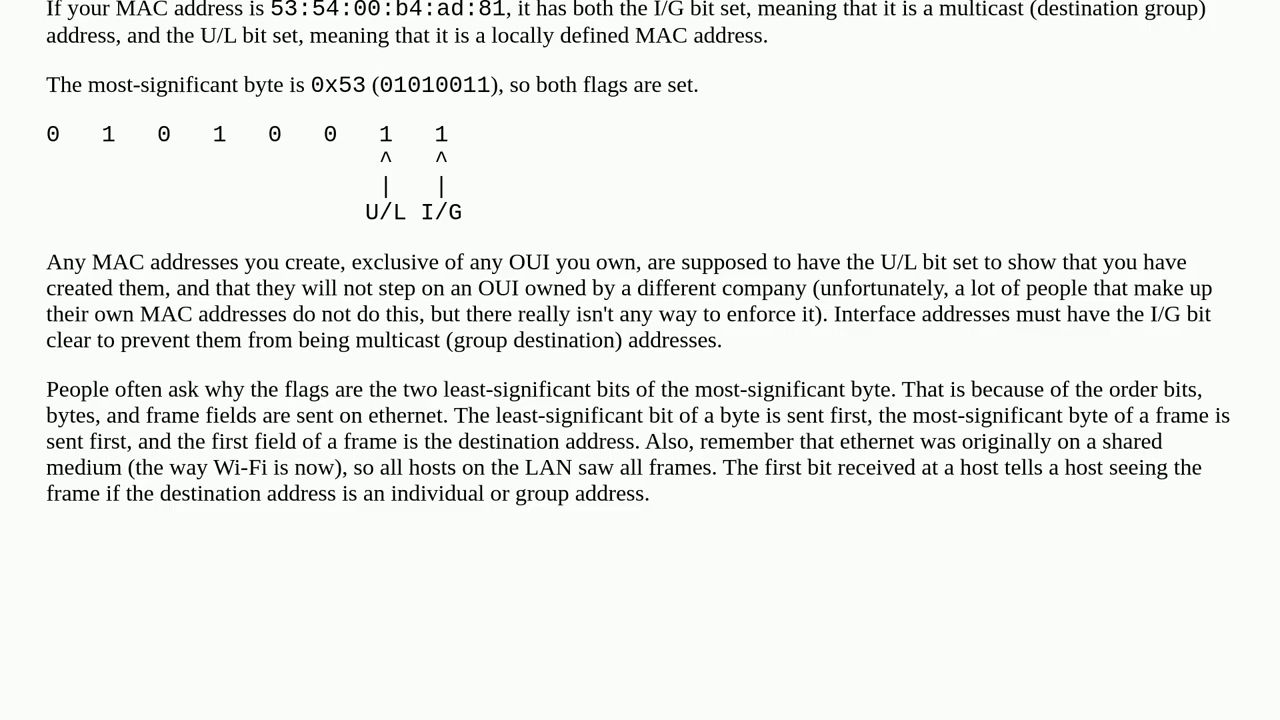 If your MAC address is 53:54:00:b4:ad:81, it has both the I/G bit set, meaning that it is a multicast (destination group)
address, and the U/L bit set, meaning that it is a locally defined MAC address.
The most-significant byte is 0x53 (01010011), so both flags are set.
0   1   0   1   0   0   1   1
                        ^   ^
                        |   |
                       U/L I/G
Any MAC addresses you create, exclusive of any OUI you own, are supposed to have the U/L bit set to show that you have
created them, and that they will not step on an OUI owned by a different company (unfortunately, a lot of people that make up
their own MAC addresses do not do this, but there really isn't any way to enforce it). Interface addresses must have the I/G bit
clear to prevent them from being multicast (group destination) addresses.
People often ask why the flags are the two least-significant bits of the most-significant byte. That is because of the order bits,
bytes, and frame fields are sent on ethernet. The least-significant bit of a byte is sent first, the most-significant byte of a frame is
sent first, and the first field of a frame is the destination address. Also, remember that ethernet was originally on a shared
medium (the way Wi-Fi is now), so all hosts on the LAN saw all frames. The first bit received at a host tells a host seeing the
frame if the destination address is an individual or group address.